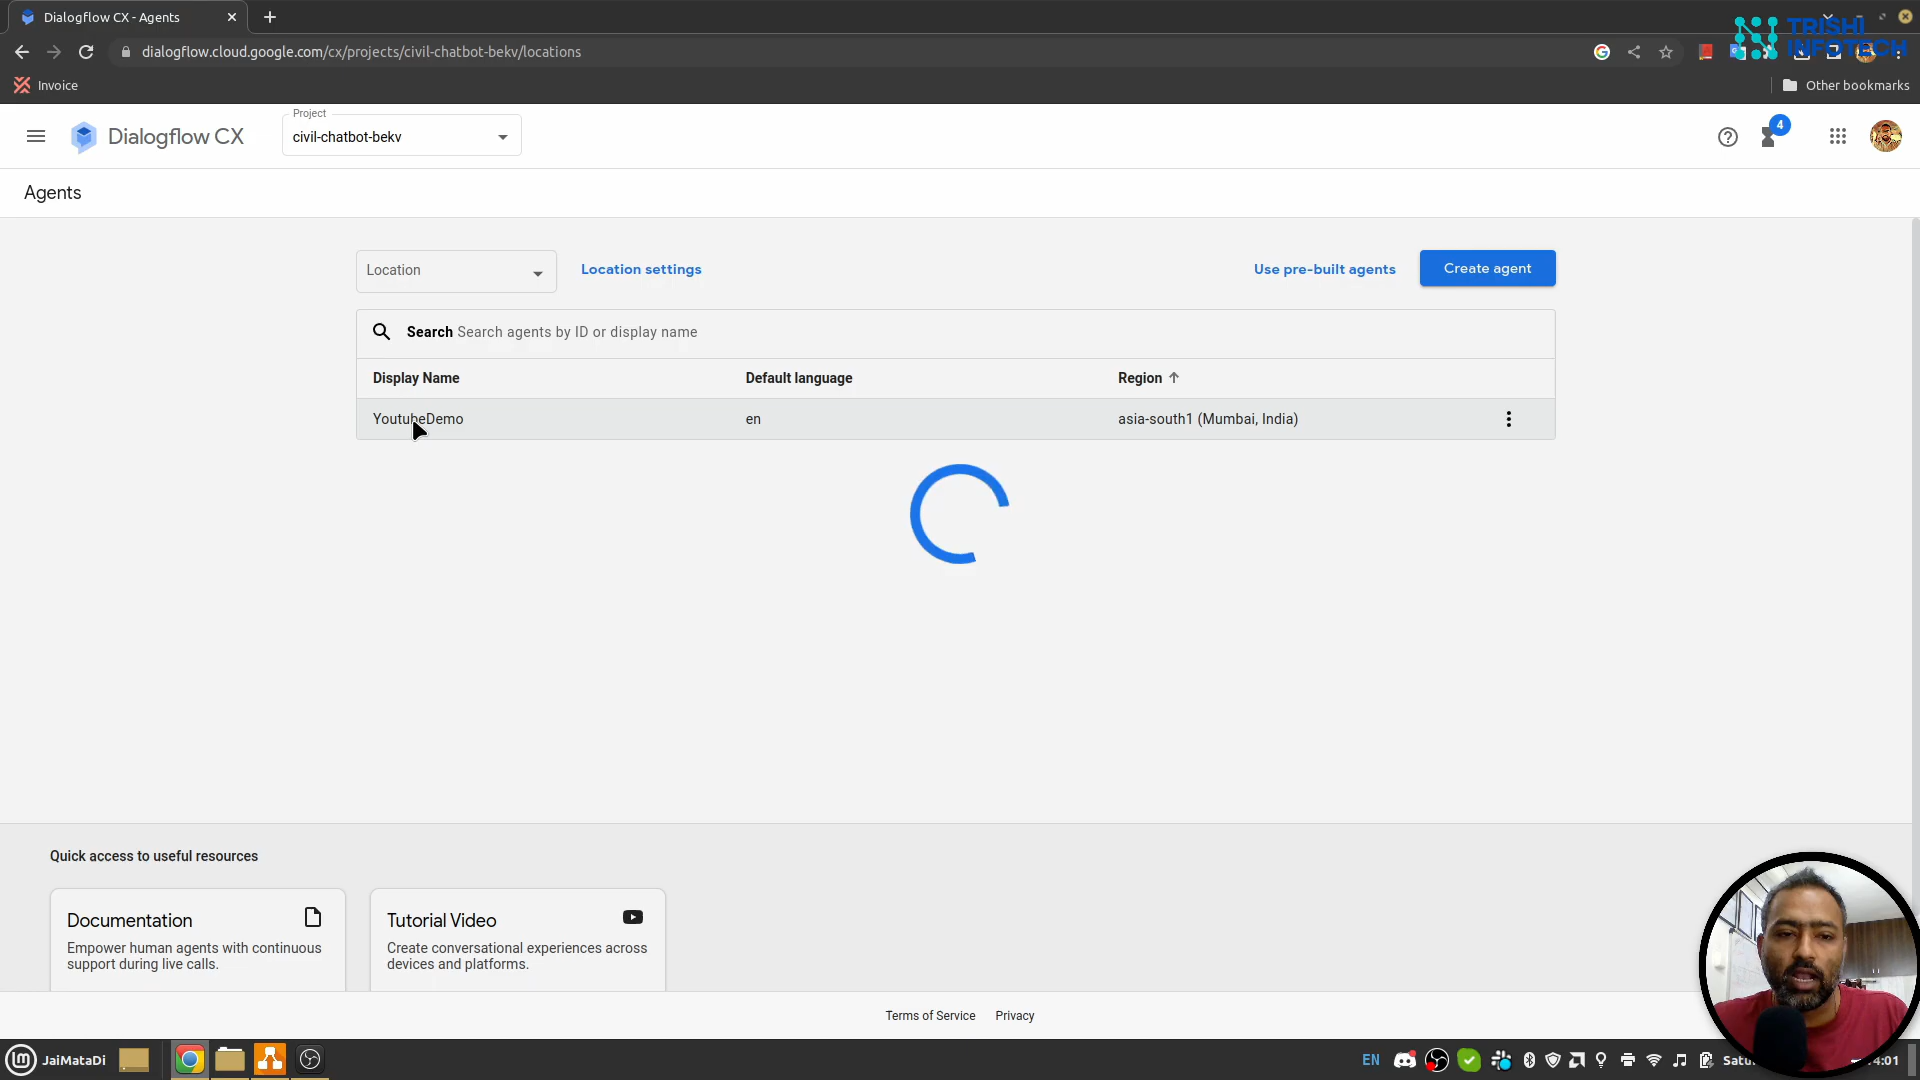 Dialogflow CX - Agents
dialogflow.cloud.google.com/cx/projects/civil-chatbot-bekv/locations
TRISHI
INFOTECH
Invoice
Other bookmarks
Dialogflow CX
Project
civil-chatbot-bekv
4
Agents
Location
Location settings
Use pre-built agents
Create agent
Search Search agents by ID or display name
Display Name Default language Region
YoutubeDemo en asia-south1 (Mumbai, India)
Quick access to useful resources
Documentation
Empower human agents with continuous
support during live calls.
Tutorial Video
Create conversational experiences across
devices and platforms.
Terms of Service Privacy
JaiMataDi
EN